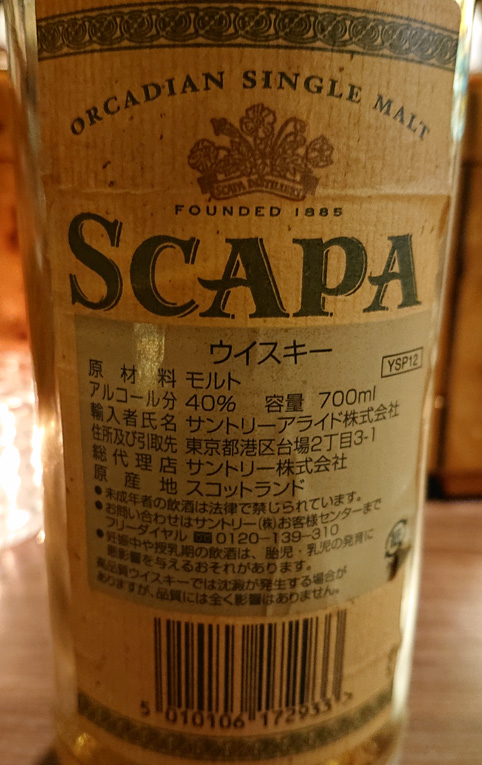 ORCADIAN SINGLE MALT
SCAPA DISTILLERY
FOUNDED 1885
SCAPA
ウイスキー
YSP12
原材料 モルト
アルコール分 40% 容量 700ml
輸入者氏名 サントリーアライド株式会社
住所及び引取先 東京都港区台場2丁目3-1
総代理店 サントリー株式会社
原産地 スコットランド
●未成年者の飲酒は法律で禁じられています。
●お問い合わせはサントリー(株)お客様センターまで
フリーダイヤル 0120-139-310
●妊娠中や授乳期の飲酒は、胎児・乳児の発育に
悪影響を与えるおそれがあります。
高品質ウイスキーでは沈澱が発生する場合が
ありますが、品質には全く影響はありません。
5 010106 172933